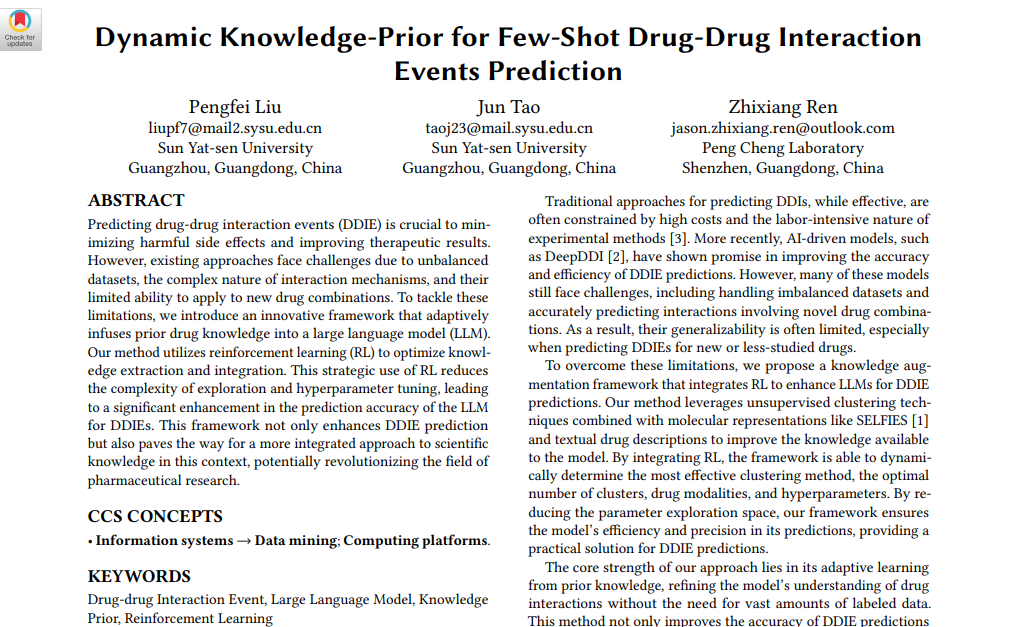 Check for
updates
Dynamic Knowledge-Prior for Few-Shot Drug-Drug Interaction
Events Prediction
Pengfei Liu
liupf7@mail2.sysu.edu.cn
Sun Yat-sen University
Guangzhou, Guangdong, China
Jun Tao
taoj23@mail.sysu.edu.cn
Sun Yat-sen University
Guangzhou, Guangdong, China
Zhixiang Ren
jason.zhixiang.ren@outlook.com
Peng Cheng Laboratory
Shenzhen, Guangdong, China
ABSTRACT
Predicting drug-drug interaction events (DDIE) is crucial to min-
imizing harmful side effects and improving therapeutic results.
However, existing approaches face challenges due to unbalanced
datasets, the complex nature of interaction mechanisms, and their
limited ability to apply to new drug combinations. To tackle these
limitations, we introduce an innovative framework that adaptively
infuses prior drug knowledge into a large language model (LLM).
Our method utilizes reinforcement learning (RL) to optimize knowl-
edge extraction and integration. This strategic use of RL reduces
the complexity of exploration and hyperparameter tuning, leading
to a significant enhancement in the prediction accuracy of the LLM
for DDIEs. This framework not only enhances DDIE prediction
but also paves the way for a more integrated approach to scientific
knowledge in this context, potentially revolutionizing the field of
pharmaceutical research.
CCS CONCEPTS
• Information systems → Data mining; Computing platforms.
KEYWORDS
Drug-drug Interaction Event, Large Language Model, Knowledge
Prior, Reinforcement Learning
Traditional approaches for predicting DDIs, while effective, are
often constrained by high costs and the labor-intensive nature of
experimental methods [3]. More recently, AI-driven models, such
as DeepDDI [2], have shown promise in improving the accuracy
and efficiency of DDIE predictions. However, many of these models
still face challenges, including handling imbalanced datasets and
accurately predicting interactions involving novel drug combina-
tions. As a result, their generalizability is often limited, especially
when predicting DDIEs for new or less-studied drugs.
To overcome these limitations, we propose a knowledge aug-
mentation framework that integrates RL to enhance LLMs for DDIE
predictions. Our method leverages unsupervised clustering tech-
niques combined with molecular representations like SELFIES [1]
and textual drug descriptions to improve the knowledge available
to the model. By integrating RL, the framework is able to dynami-
cally determine the most effective clustering method, the optimal
number of clusters, drug modalities, and hyperparameters. By re-
ducing the parameter exploration space, our framework ensures
the model's efficiency and precision in its predictions, providing a
practical solution for DDIE predictions.
The core strength of our approach lies in its adaptive learning
from prior knowledge, refining the model's understanding of drug
interactions without the need for vast amounts of labeled data.
This method not only improves the accuracy of DDIE predictions